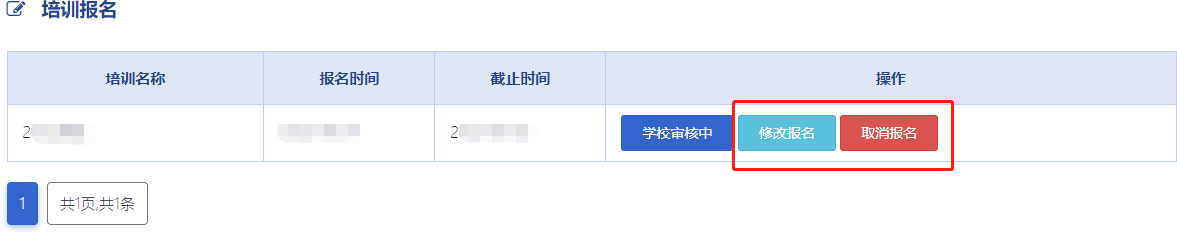 培训报名
培训名称 报名时间 截止时间 操作
2 2 学校审核中 修改报名 取消报名
1 共1页,共1条